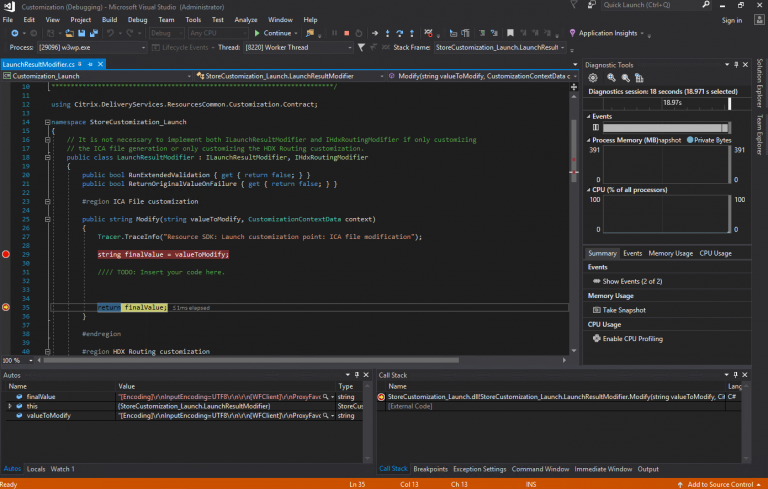 Customization (Debugging) - Microsoft Visual Studio (Administrator)
Quick Launch (Ctrl+Q)
File Edit View Project Build Debug Team Tools Test Analyze Window Help
Sign in
Debug Any CPU Continue
Application Insights
Process: [29096] w3wp.exe Lifecycle Events Thread: [8220] Worker Thread Stack Frame: StoreCustomization_Launch.LaunchResult
LaunchResultModifier.cs
Customization_Launch StoreCustomization_Launch.LaunchResultModifier Modify(string valueToModify, CustomizationContextData c
10 /
11
12 using Citrix.DeliveryServices.ResourcesCommon.Customization.Contract;
13
14 namespace StoreCustomization_Launch
15 {
16 // It is not necessary to implement both ILaunchResultModifier and IHdxRoutingModifier if only customizing
17 // the ICA file generation or only customizing the HDX Routing customization.
18 public class LaunchResultModifier : ILaunchResultModifier, IHdxRoutingModifier
19 {
20 public bool RunExtendedValidation { get { return false; } }
21 public bool ReturnOriginalValueOnFailure { get { return false; } }
22
23 #region ICA File customization
24
25 public string Modify(string valueToModify, CustomizationContextData context)
26 {
27 Tracer.TraceInfo("Resource SDK: Launch customization point: ICA file modification");
28
29 string finalValue = valueToModify;
30
31 //// TODO: Insert your code here.
32
33
34
35 return finalValue; ≤1ms elapsed
36 }
37
38 #endregion
39
40 #region HDX Routing customization
100 %
Diagnostic Tools
Diagnostics session: 18 seconds (18.971 s selected)
18.97s
Events
Process Memory (MB) snapshot Private Bytes
391 391
0 0
CPU (% of all processors)
100 100
0 0
Summary Events Memory Usage CPU Usage
Events
Show Events (2 of 2)
Memory Usage
Take Snapshot
CPU Usage
Enable CPU Profiling
Solution Explorer
Team Explorer
Autos
Name Value Type
finalValue "[Encoding]\r\nInputEncoding=UTF8\r\n\r\n[WFClient]\r\nProxyFavo string
this {StoreCustomization_Launch.LaunchResultModifier} StoreCus
valueToModify "[Encoding]\r\nInputEncoding=UTF8\r\n\r\n[WFClient]\r\nProxyFavo string
Autos Locals Watch 1
Call Stack
Name Lang
StoreCustomization_Launch.dll!StoreCustomization_Launch.LaunchResultModifier.Modify(string valueToModify, Cit C#
[External Code]
Call Stack Breakpoints Exception Settings Command Window Immediate Window Output
Ready Ln 35 Col 13 Ch 13 INS Add to Source Control